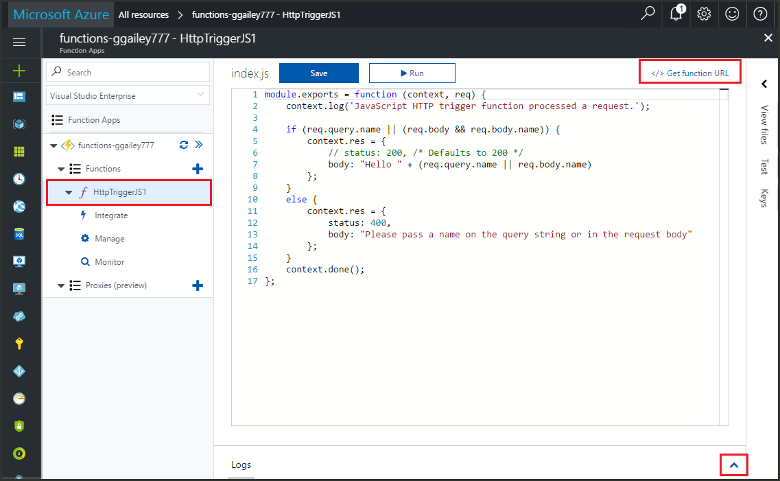 Microsoft Azure All resources > functions-ggailey777 - HttpTriggerJS1
1
functions-ggailey777 - HttpTriggerJS1
Function Apps
Search
Visual Studio Enterprise
Function Apps
functions-ggailey777
Functions
HttpTriggerJS1
Integrate
Manage
Monitor
Proxies (preview)
index.js Save Run </> Get function URL
1 module.exports = function (context, req) {
2 context.log('JavaScript HTTP trigger function processed a request.');
3
4 if (req.query.name || (req.body && req.body.name)) {
5 context.res = {
6 // status: 200, /* Defaults to 200 */
7 body: "Hello " + (req.query.name || req.body.name)
8 };
9 }
10 else {
11 context.res = {
12 status: 400,
13 body: "Please pass a name on the query string or in the request body"
14 };
15 }
16 context.done();
17 };
Logs
View files
Test
Keys